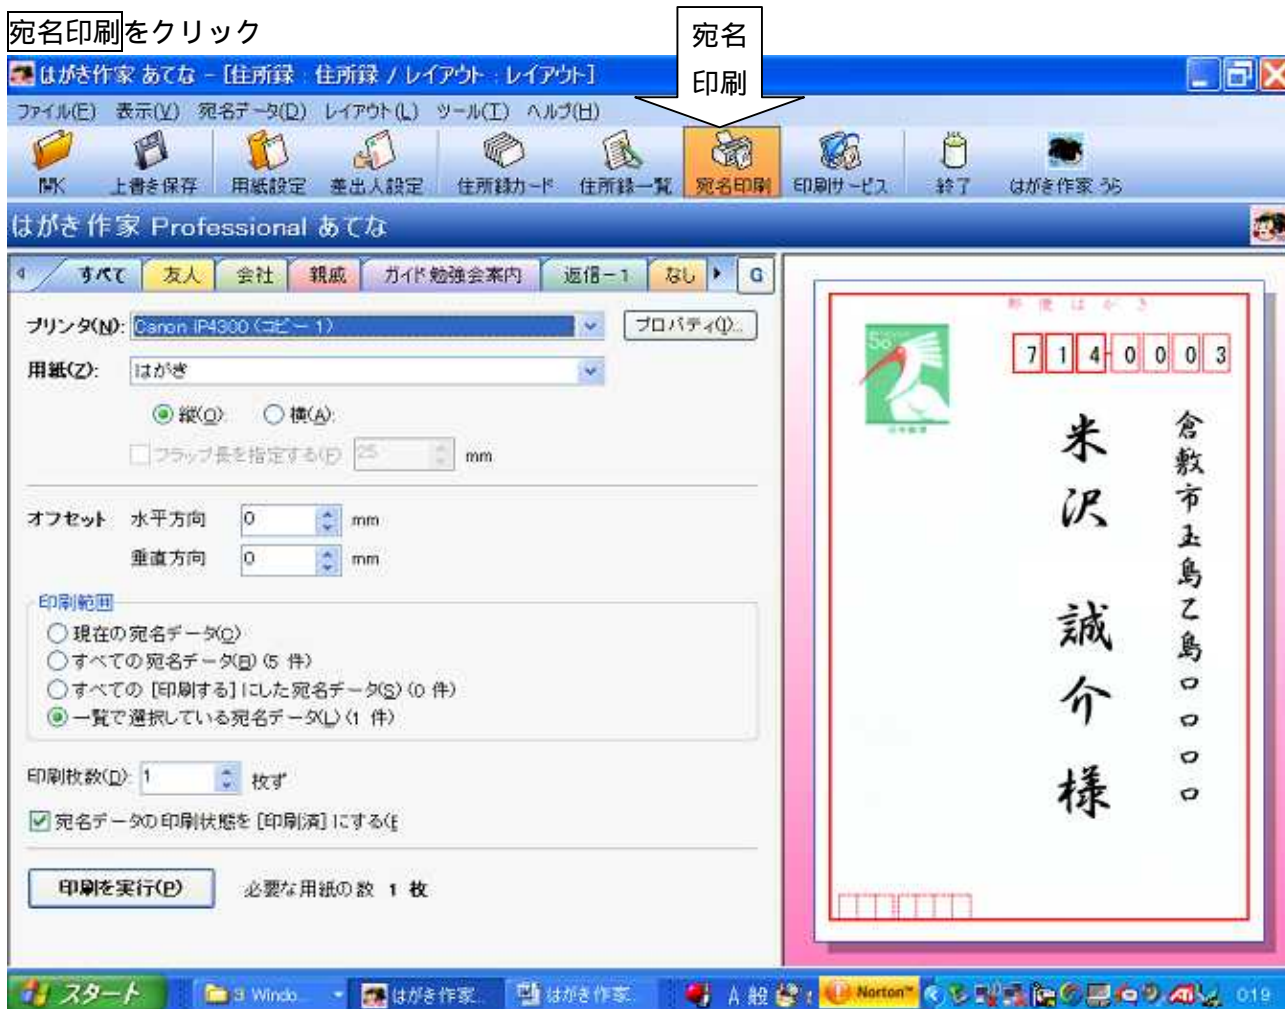 宛名印刷をクリック
宛名
印刷
はがき作家 あてな - [住所録 : 住所録 / レイアウト : レイアウト]
ファイル(F) 表示(V) 宛名データ(D) レイアウト(L) ツール(T) ヘルプ(H)
開く 上書き保存 用紙設定 差出人設定 住所録カード 住所録一覧 宛名印刷 印刷サービス 終了 はがき作家 うら
はがき作家 Professional あてな
すべて 友人 会社 親戚 ガイド勉強会案内 返信-1 なし G
プリンタ(N): Canon iP4300 (コピー 1) プロパティ(I)...
用紙(Z): はがき
縦(O): 横(A):
フラップ長を指定する(F) 25 mm
オフセット 水平方向 0 mm
垂直方向 0 mm
印刷範囲
現在の宛名データ(C)
すべての宛名データ(B) (5 件)
すべての [印刷する] にした宛名データ(S) (0 件)
一覧で選択している宛名データ(L) (1 件)
印刷枚数(D): 1 枚ず
宛名データの印刷状態を [印刷済] にする(E
印刷を実行(P) 必要な用紙の数 1 枚
郵便はがき
50
714-0003
倉敷市玉島乙島口口口口
米沢 誠介様
スタート 9 Windo... はがき作家... はがき作家... A 般 Norton™ 019